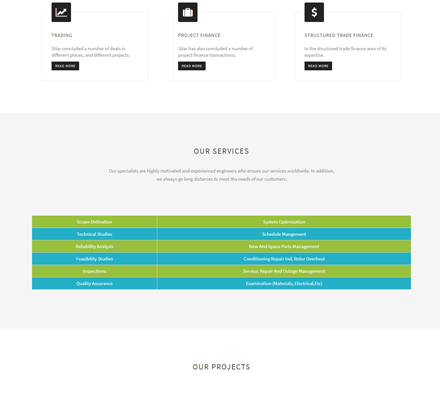 TRADING
Sitar concluded a number of deals in
different places, and different projects.
READ MORE
PROJECT FINANCE
Sitar has also concluded a number of
project finance transactions.
READ MORE
$
STRUCTURED TRADE FINANCE
In the structured trade finance area of its
expertise.
READ MORE
OUR SERVICES
Our specialists are highly motivated and experienced engineers who ensure our services worldwide. In addition,
we always go long distances to meet the needs of our customers.
Scope Defination System Optimization
Technical Studies Schedule Mangement
Reliability Analysis New And Spare Parts Management
Feasibility Studies Conditioning Repair Ind, Rotor Overhaul
Inspections Service, Repair And Outage Management
Quality Assurance Examination (Materials, Electrical,Etc)
OUR PROJECTS